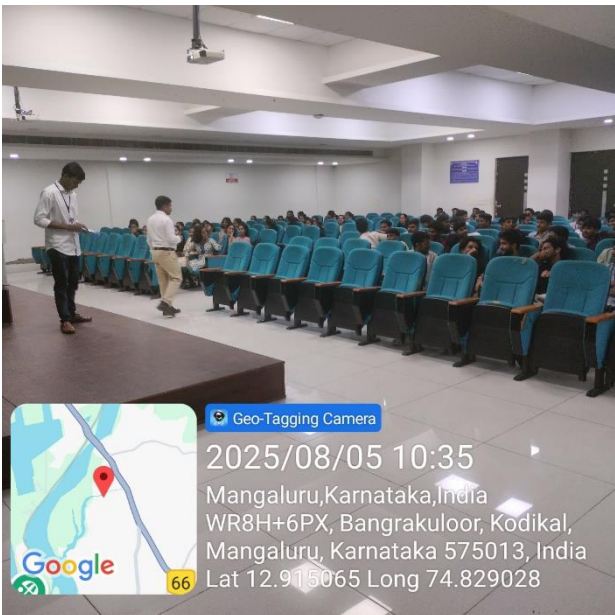 Geo-Tagging Camera
2025/08/05 10:35
Mangaluru,Karnataka,India
WR8H+6PX, Bangrakuloor, Kodikal,
Mangaluru, Karnataka 575013, India
Lat 12.915065 Long 74.829028
Google
66